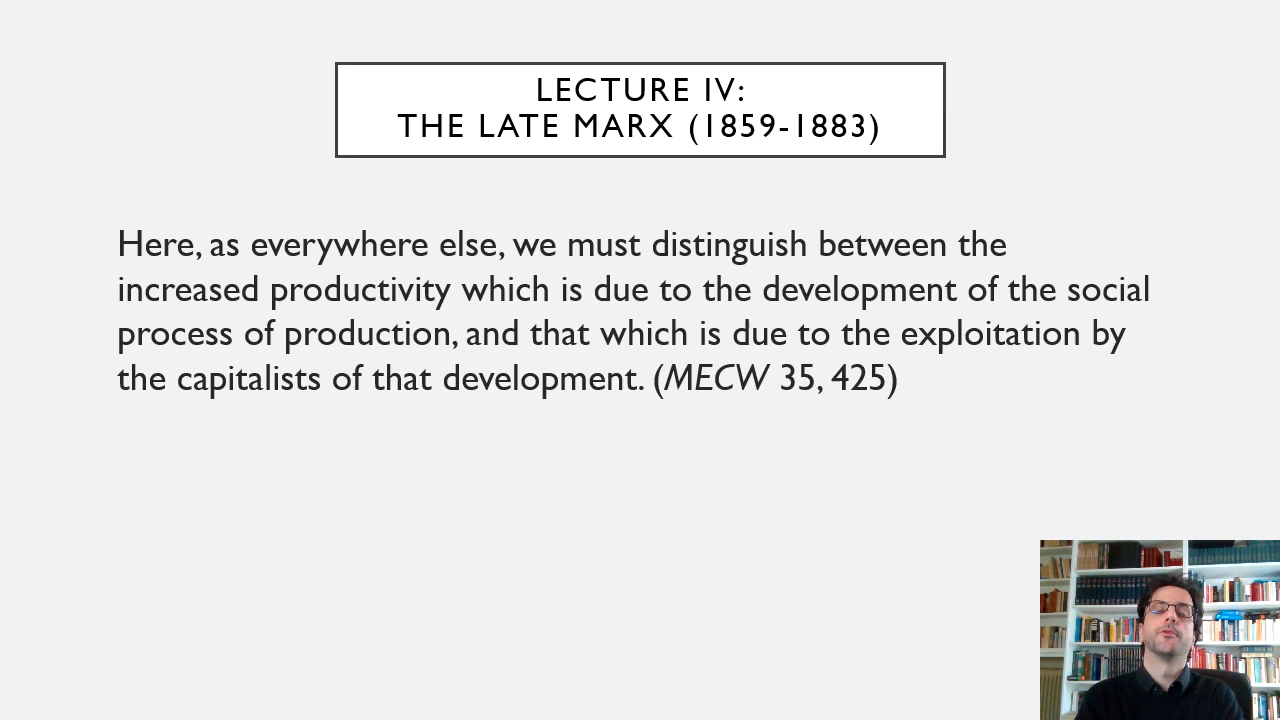 LECTURE IV:
THE LATE MARX (1859-1883)
Here, as everywhere else, we must distinguish between the
increased productivity which is due to the development of the social
process of production, and that which is due to the exploitation by
the capitalists of that development. (MECW 35, 425)